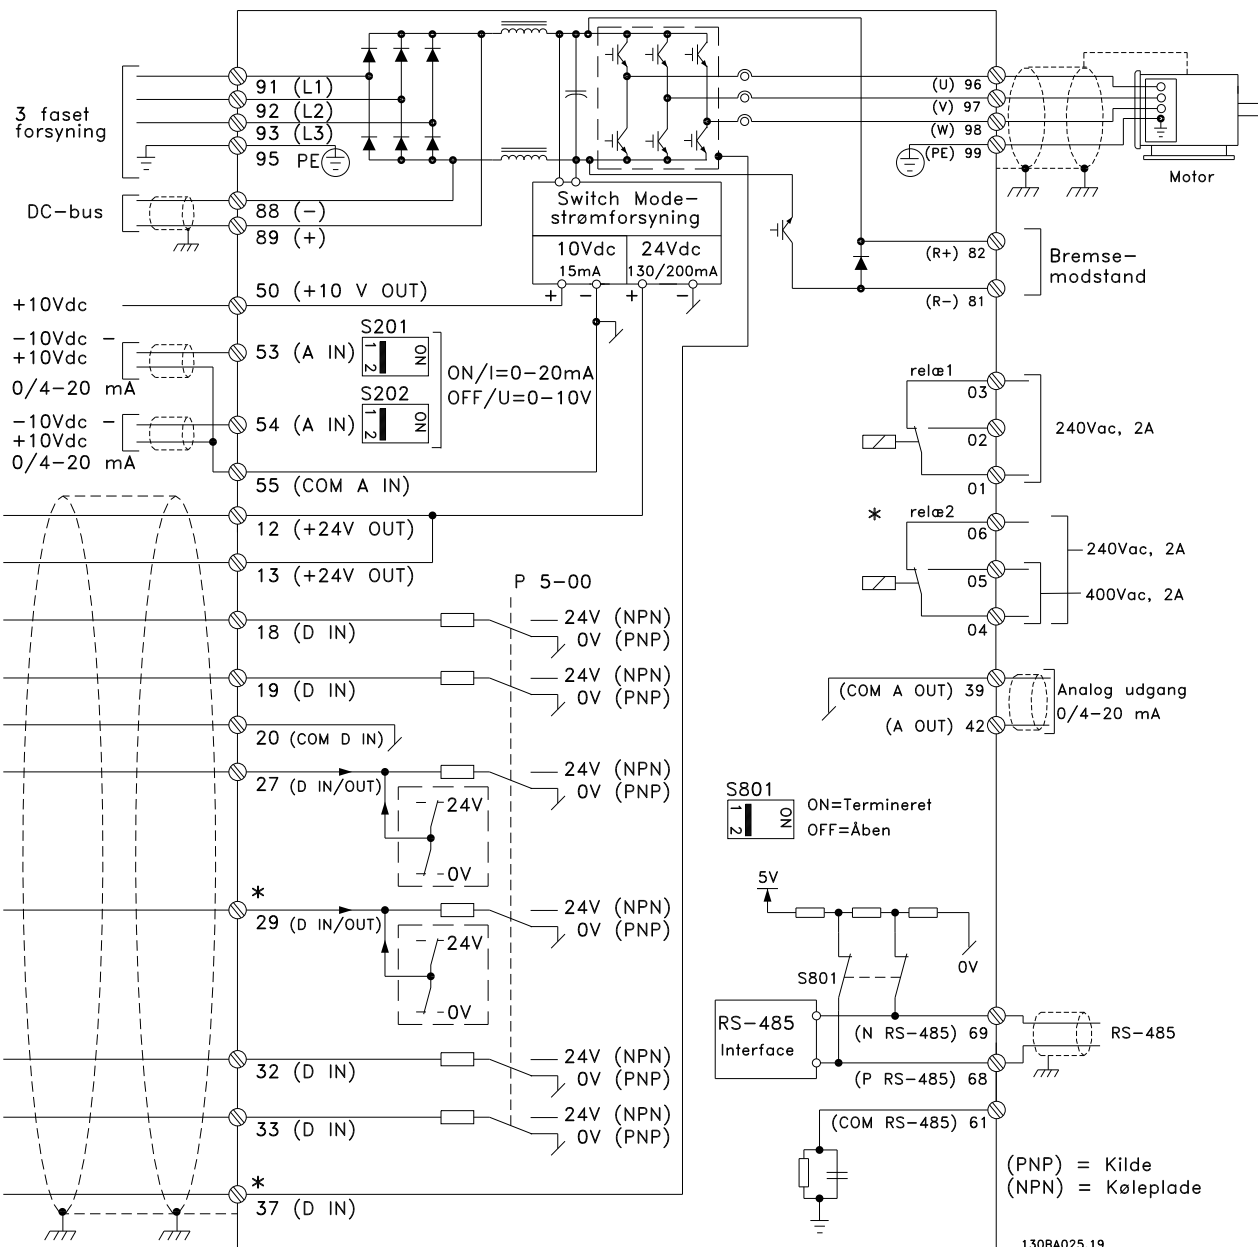 3 faset
forsyning
91 (L1)
92 (L2)
93 (L3)
95 PE
DC-bus
88 (-)
89 (+)
+10Vdc
50 (+10 V OUT)
-10Vdc -
+10Vdc
0/4-20 mA
53 (A IN)
S201
1 2
ON
-10Vdc -
+10Vdc
0/4-20 mA
54 (A IN)
S202
1 2
ON
ON/I=0-20mA
OFF/U=0-10V
55 (COM A IN)
12 (+24V OUT)
13 (+24V OUT)
P 5-00
18 (D IN)
24V (NPN)
0V (PNP)
19 (D IN)
24V (NPN)
0V (PNP)
20 (COM D IN)
27 (D IN/OUT)
24V (NPN)
0V (PNP)
24V
0V
*
29 (D IN/OUT)
24V (NPN)
0V (PNP)
24V
0V
32 (D IN)
24V (NPN)
0V (PNP)
33 (D IN)
24V (NPN)
0V (PNP)
*
37 (D IN)
Switch Mode-
strømforsyning
10Vdc
15mA
24Vdc
130/200mA
+ - + -
(U) 96
(V) 97
(W) 98
(PE) 99
Motor
(R+) 82
(R-) 81
Bremse-
modstand
relæ1
03
02
01
240Vac, 2A
*
relæ2
06
05
04
240Vac, 2A
400Vac, 2A
(COM A OUT) 39
(A OUT) 42
Analog udgang
0/4-20 mA
S801
1 2
ON
ON=Termineret
OFF=Åben
5V
0V
S801
RS-485
Interface
(N RS-485) 69
(P RS-485) 68
RS-485
(COM RS-485) 61
(PNP) = Kilde
(NPN) = Køleplade
130BA025.19